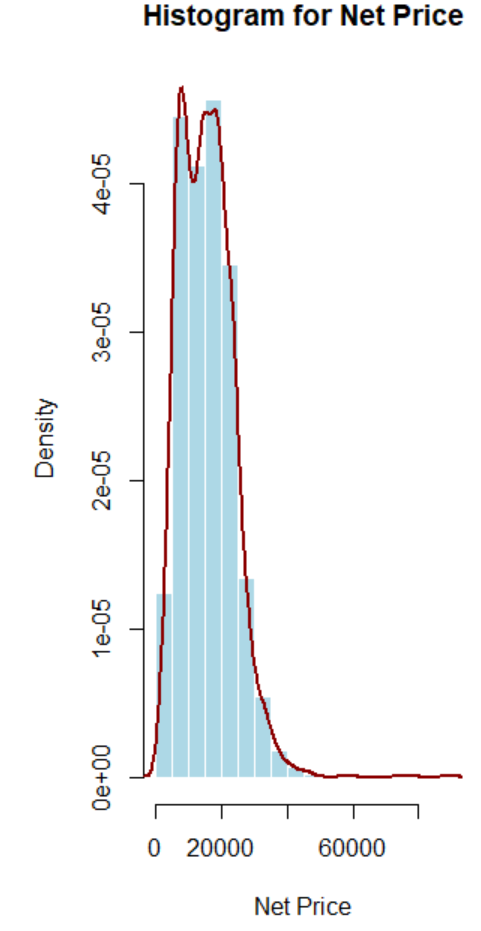 Histogram for Net Price
4e-05
3e-05
2e-05
1e-05
0e+00
Density
0 20000 60000
Net Price